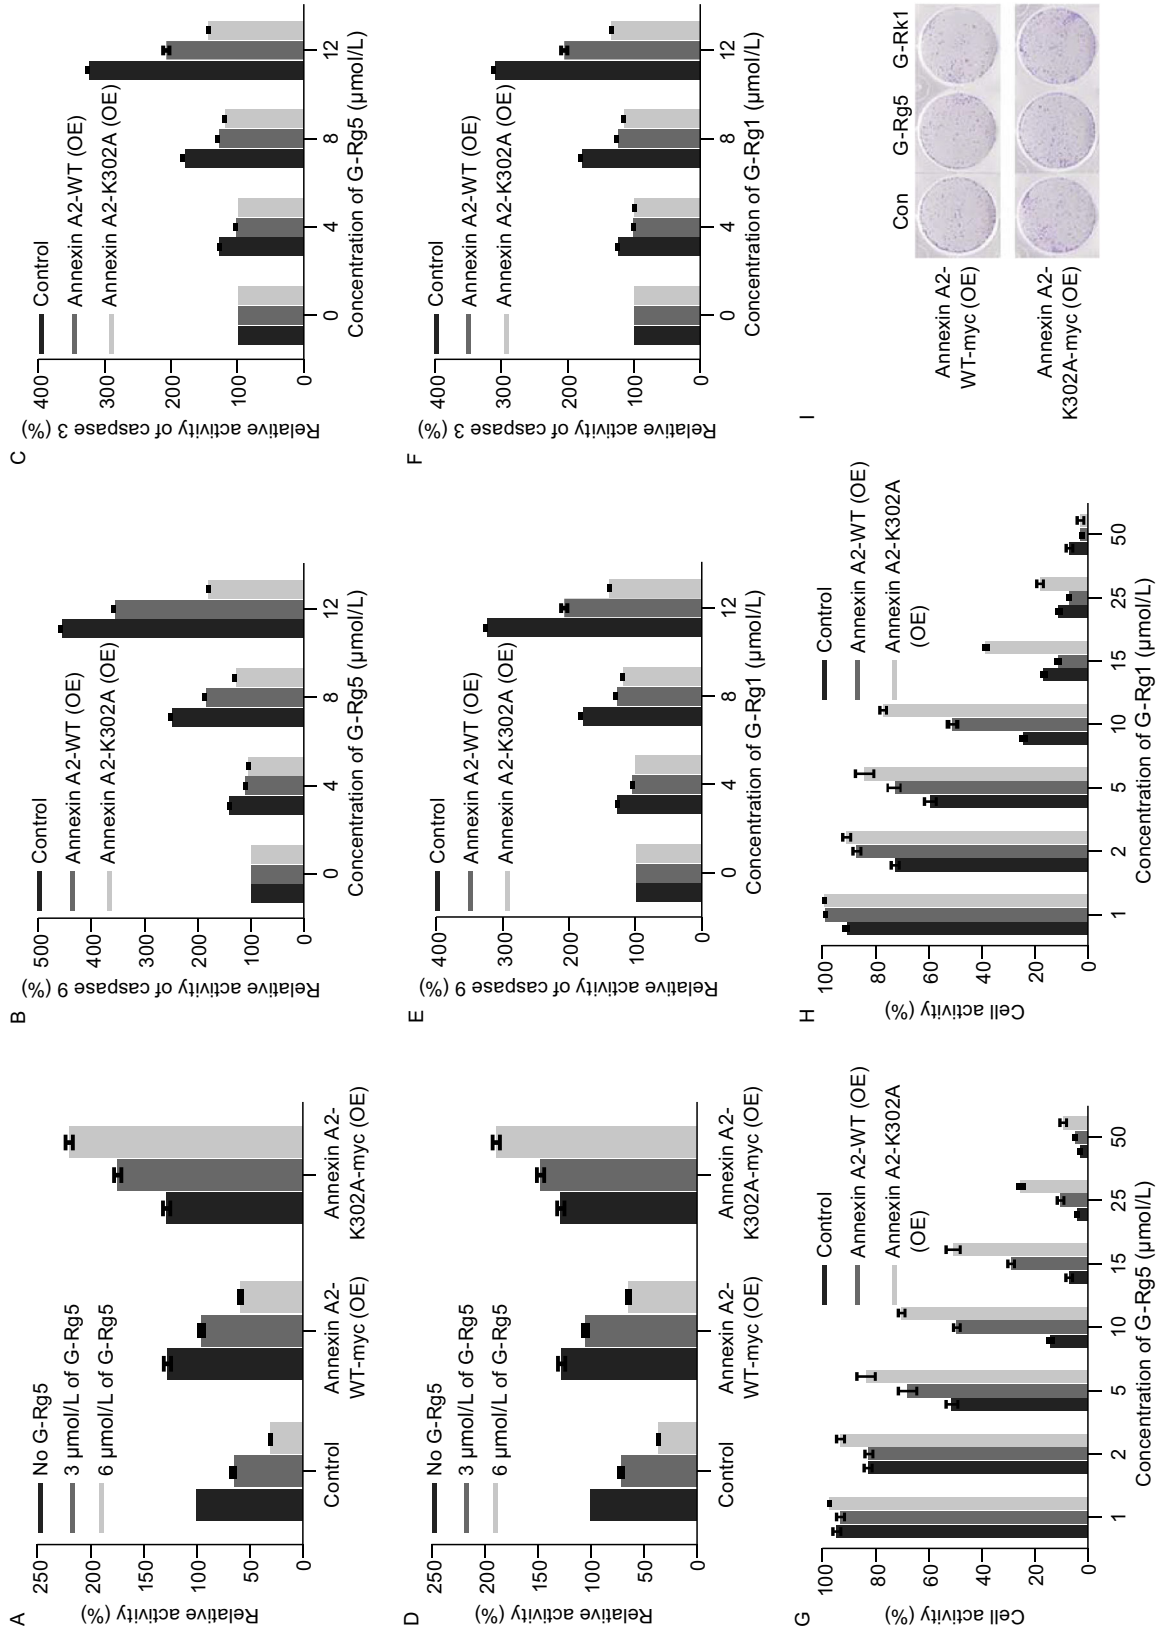 A
Relative activity (%)
250
200
150
100
50
0
No G-Rg5
3 μmol/L of G-Rg5
6 μmol/L of G-Rg5
Control
Annexin A2-
WT-myc (OE)
Annexin A2-
K302A-myc (OE)
B
Relative activity of caspase 9 (%)
500
400
300
200
100
0
Control
Annexin A2-WT (OE)
Annexin A2-K302A (OE)
0 4 8 12
Concentration of G-Rg5 (μmol/L)
C
Relative activity of caspase 3 (%)
400
300
200
100
0
Control
Annexin A2-WT (OE)
Annexin A2-K302A (OE)
0 4 8 12
Concentration of G-Rg5 (μmol/L)
D
Relative activity (%)
250
200
150
100
50
0
No G-Rg5
3 μmol/L of G-Rg5
6 μmol/L of G-Rg5
Control
Annexin A2-
WT-myc (OE)
Annexin A2-
K302A-myc (OE)
E
Relative activity of caspase 9 (%)
400
300
200
100
0
Control
Annexin A2-WT (OE)
Annexin A2-K302A (OE)
0 4 8 12
Concentration of G-Rg1 (μmol/L)
F
Relative activity of caspase 3 (%)
400
300
200
100
0
Control
Annexin A2-WT (OE)
Annexin A2-K302A (OE)
0 4 8 12
Concentration of G-Rg1 (μmol/L)
G
Cell activity (%)
100
80
60
40
20
0
Control
Annexin A2-WT (OE)
Annexin A2-K302A
(OE)
1 2 5 10 15 25 50
Concentration of G-Rg5 (μmol/L)
H
Cell activity (%)
100
80
60
40
20
0
Control
Annexin A2-WT (OE)
Annexin A2-K302A
(OE)
1 2 5 10 15 25 50
Concentration of G-Rg1 (μmol/L)
I
Con G-Rg5 G-Rk1
Annexin A2-
WT-myc (OE)
Annexin A2-
K302A-myc (OE)